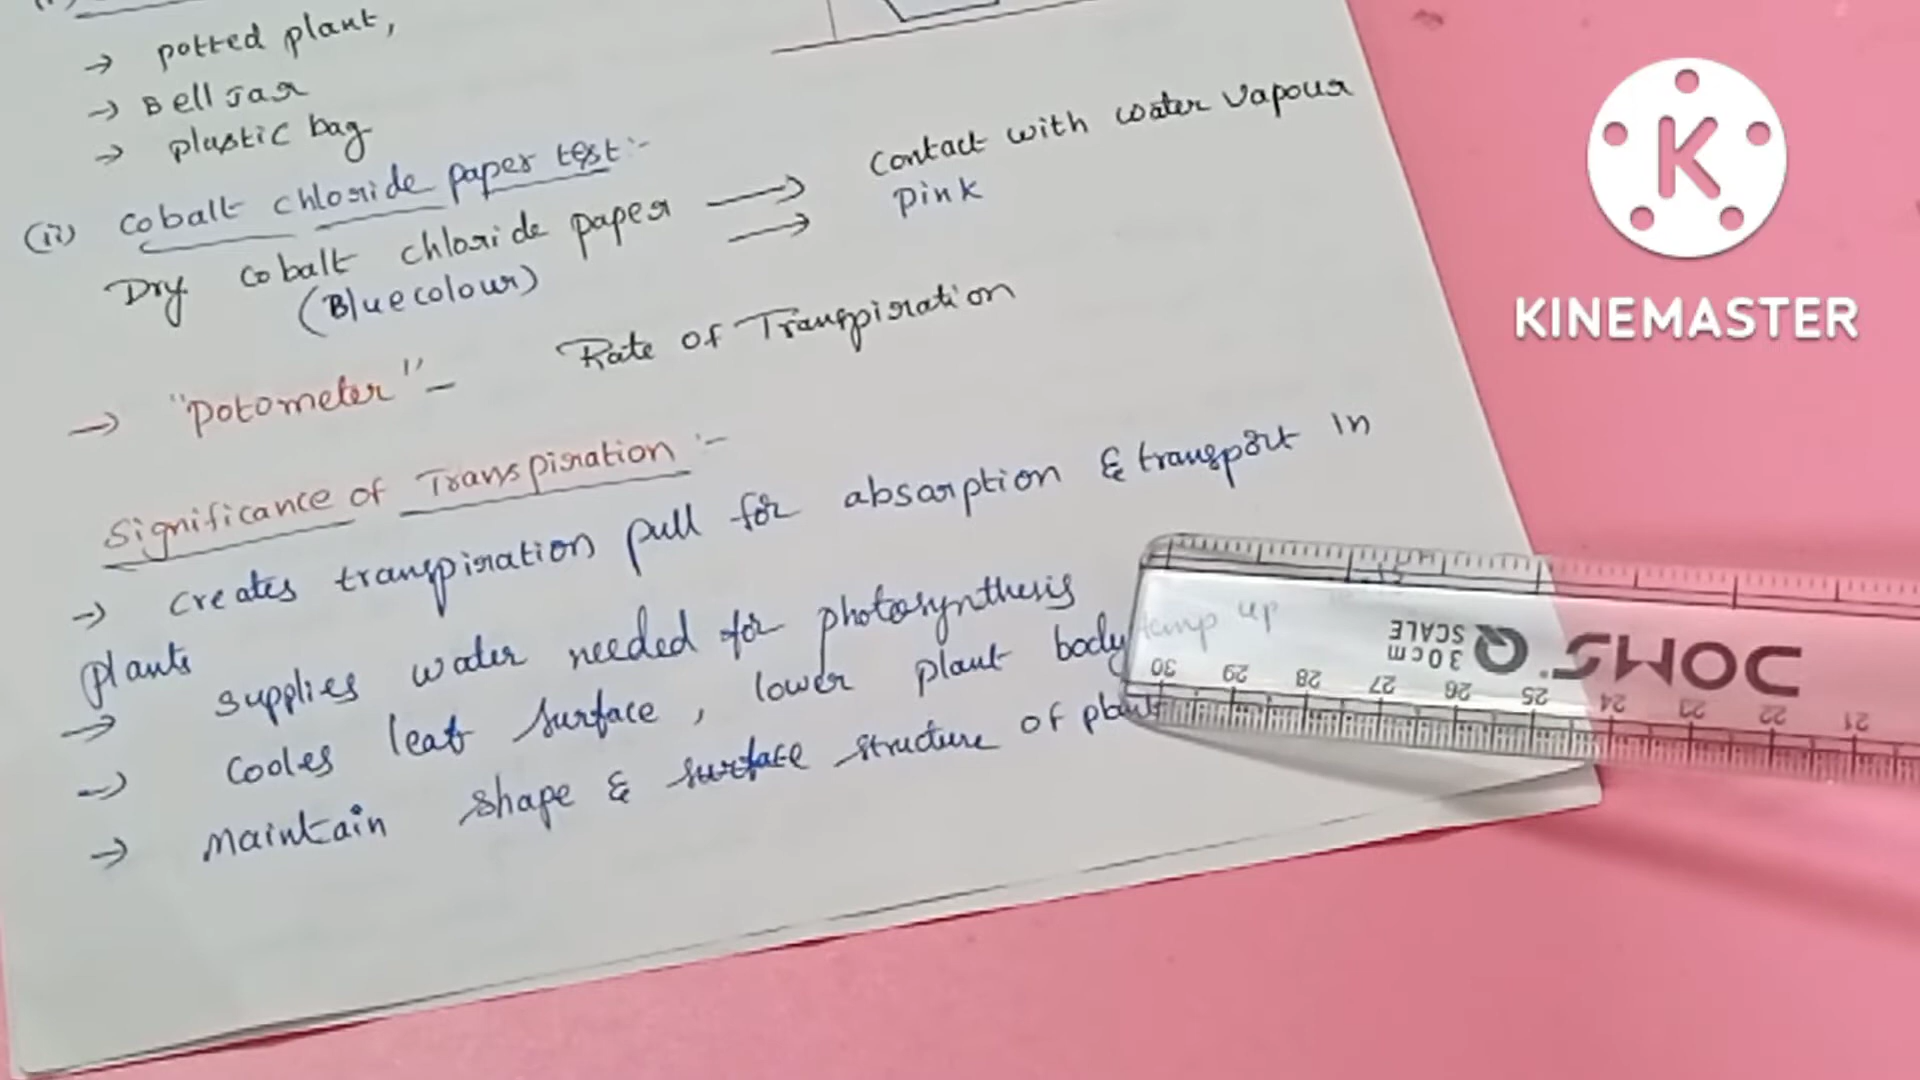 → potted plant,
→ Bell Jar
→ plastic bag
(ii) Cobalt chloride paper test :-
Dry cobalt chloride paper → contact with water vapour
(Blue colour) → pink
→ "Potometer" - Rate of Transpiration
Significance of Transpiration :-
→ creates transpiration pull for absorption & transport in
plants
→ supplies water needed for photosynthesis
→ cooles leaf surface, lower plant body temp
→ maintain shape & surface structure of plants
K
KINEMASTER
DOMS Q
30cm
SCALE
30 29 28 27 26 25 24 23 22 21